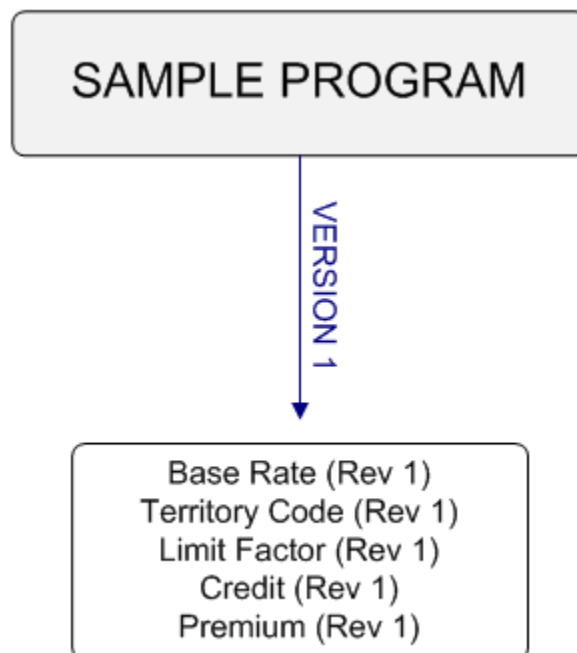 SAMPLE PROGRAM
VERSION 1
Base Rate (Rev 1)
Territory Code (Rev 1)
Limit Factor (Rev 1)
Credit (Rev 1)
Premium (Rev 1)